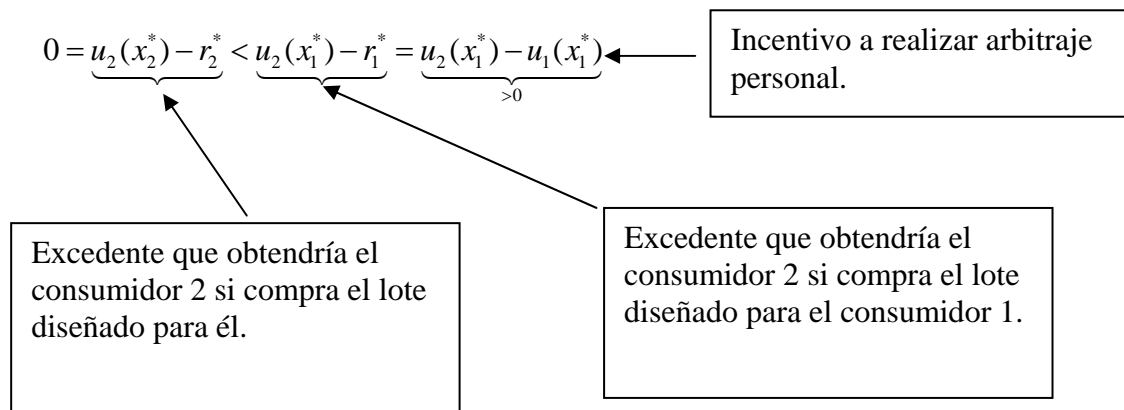 0 = u₂(x₂*) − r₂* < u₂(x₁*) − r₁* = u₂(x₁*) − u₁(x₁*)
>0
Incentivo a realizar arbitraje
personal.
Excedente que obtendría el
consumidor 2 si compra el lote
diseñado para él.
Excedente que obtendría el
consumidor 2 si compra el lote
diseñado para el consumidor 1.